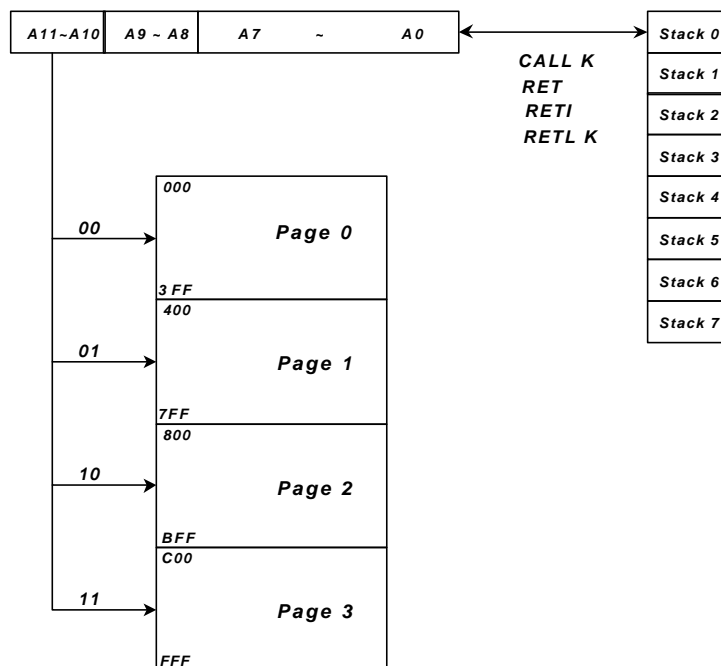 A11~A10 A9 ~ A8 A7 ~ A0
CALL K
RET
RETI
RETL K
Stack 0
Stack 1
Stack 2
Stack 3
Stack 4
Stack 5
Stack 6
Stack 7
000
00
Page 0
3FF
400
01
Page 1
7FF
800
10
Page 2
BFF
C00
11
Page 3
FFF